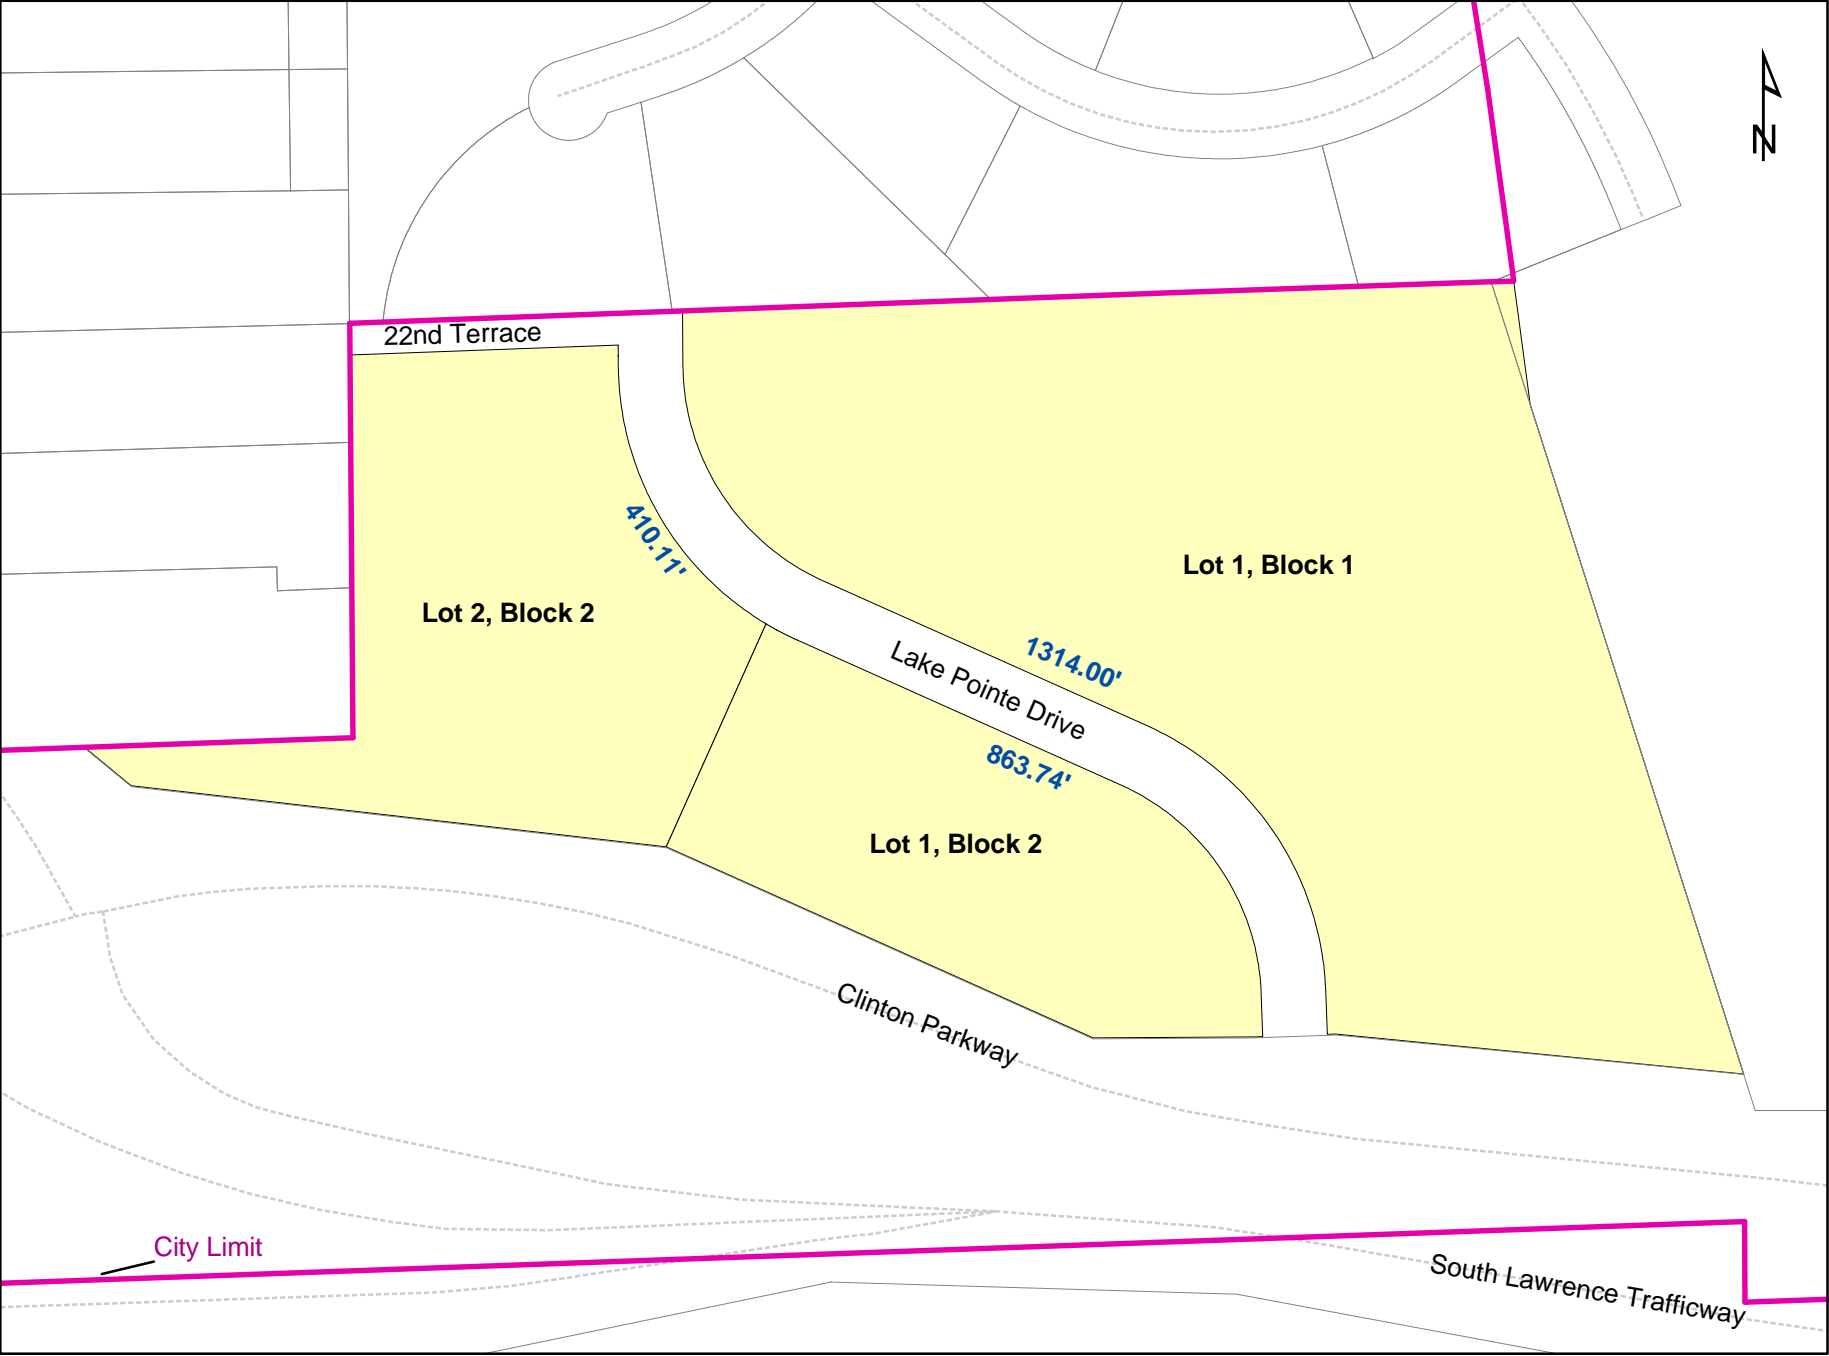 N
22nd Terrace
410.11'
Lot 1, Block 1
Lot 2, Block 2
1314.00'
Lake Pointe Drive
863.74'
Lot 1, Block 2
Clinton Parkway
City Limit
South Lawrence Trafficway